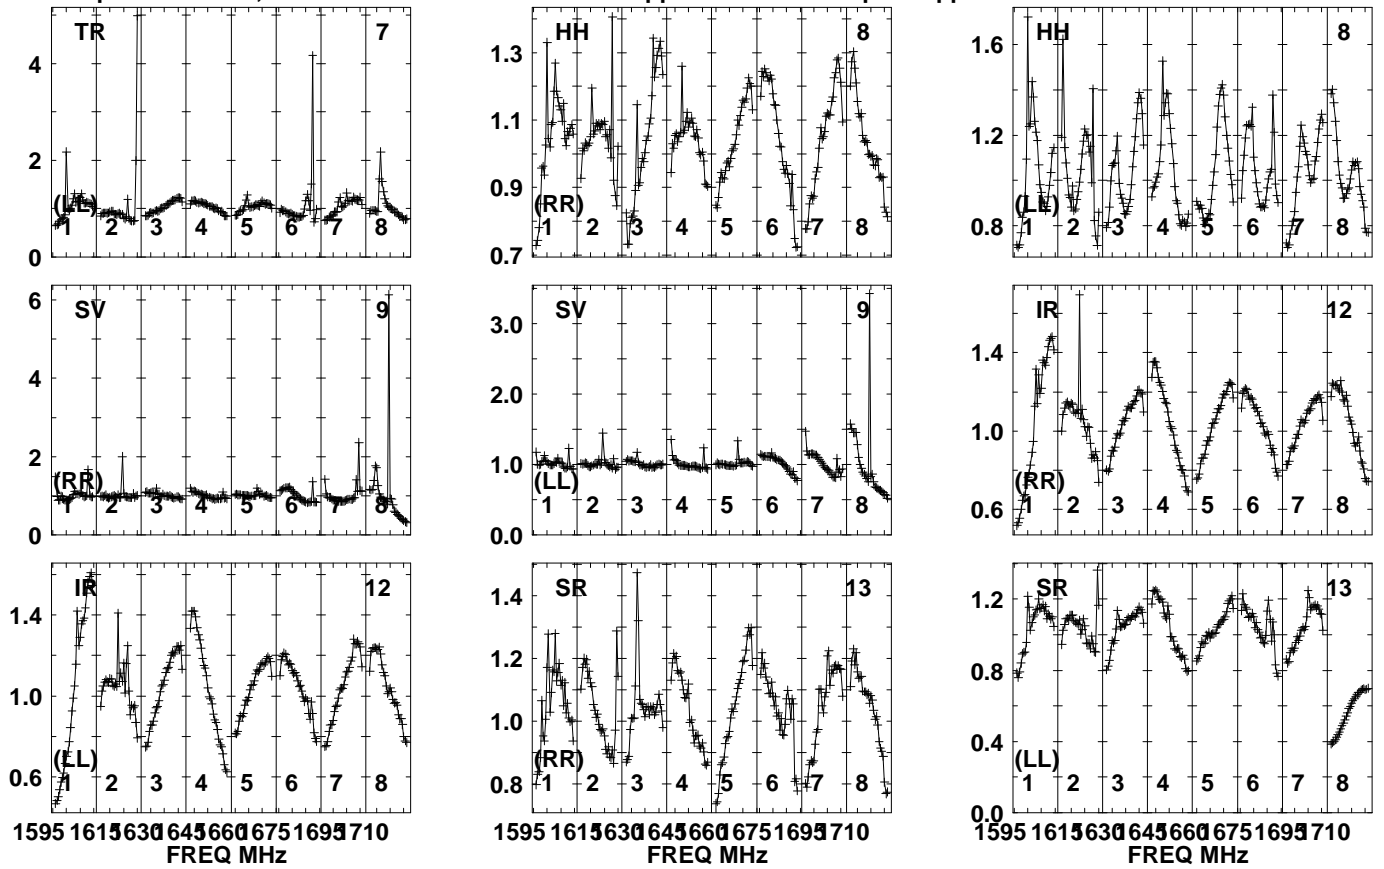 TR 7
4
2
0
(LL)
1 2 3 4 5 6 7 8
HH 8
1.3
1.1
0.9
0.7
(RR)
1 2 3 4 5 6 7 8
HH 8
1.6
1.2
0.8
(LL)
1 2 3 4 5 6 7 8
SV 9
6
4
2
0
(RR)
1 2 3 4 5 6 7 8
SV 9
3.0
2.0
1.0
0.0
(LL)
1 2 3 4 5 6 7 8
IR 12
1.4
1.0
0.6
(RR)
1 2 3 4 5 6 7 8
IR 12
1.4
1.0
0.6
(LL)
1 2 3 4 5 6 7 8
1595 1615 1630 1645 1660 1675 1695 1710
FREQ MHz
SR 13
1.4
1.2
1.0
0.8
(RR)
1 2 3 4 5 6 7 8
1595 1615 1630 1645 1660 1675 1695 1710
FREQ MHz
SR 13
1.2
0.8
0.4
0.0
(LL)
1 2 3 4 5 6 7 8
1595 1615 1630 1645 1660 1675 1695 1710
FREQ MHz